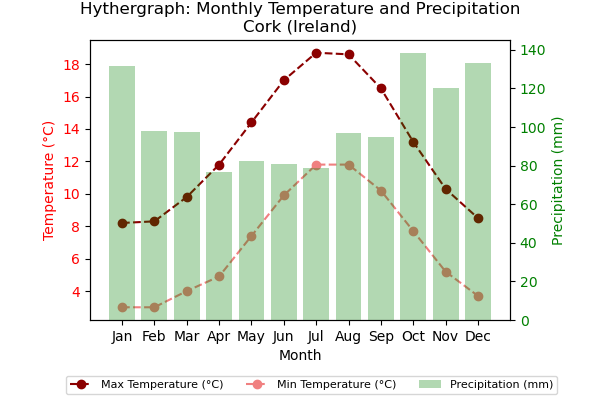 Hythergraph: Monthly Temperature and Precipitation
Cork (Ireland)
Temperature (°C)
18
16
14
12
10
8
6
4
140
120
100
80
60
40
20
0
Precipitation (mm)
Jan Feb Mar Apr May Jun Jul Aug Sep Oct Nov Dec
Month
Max Temperature (°C) Min Temperature (°C) Precipitation (mm)